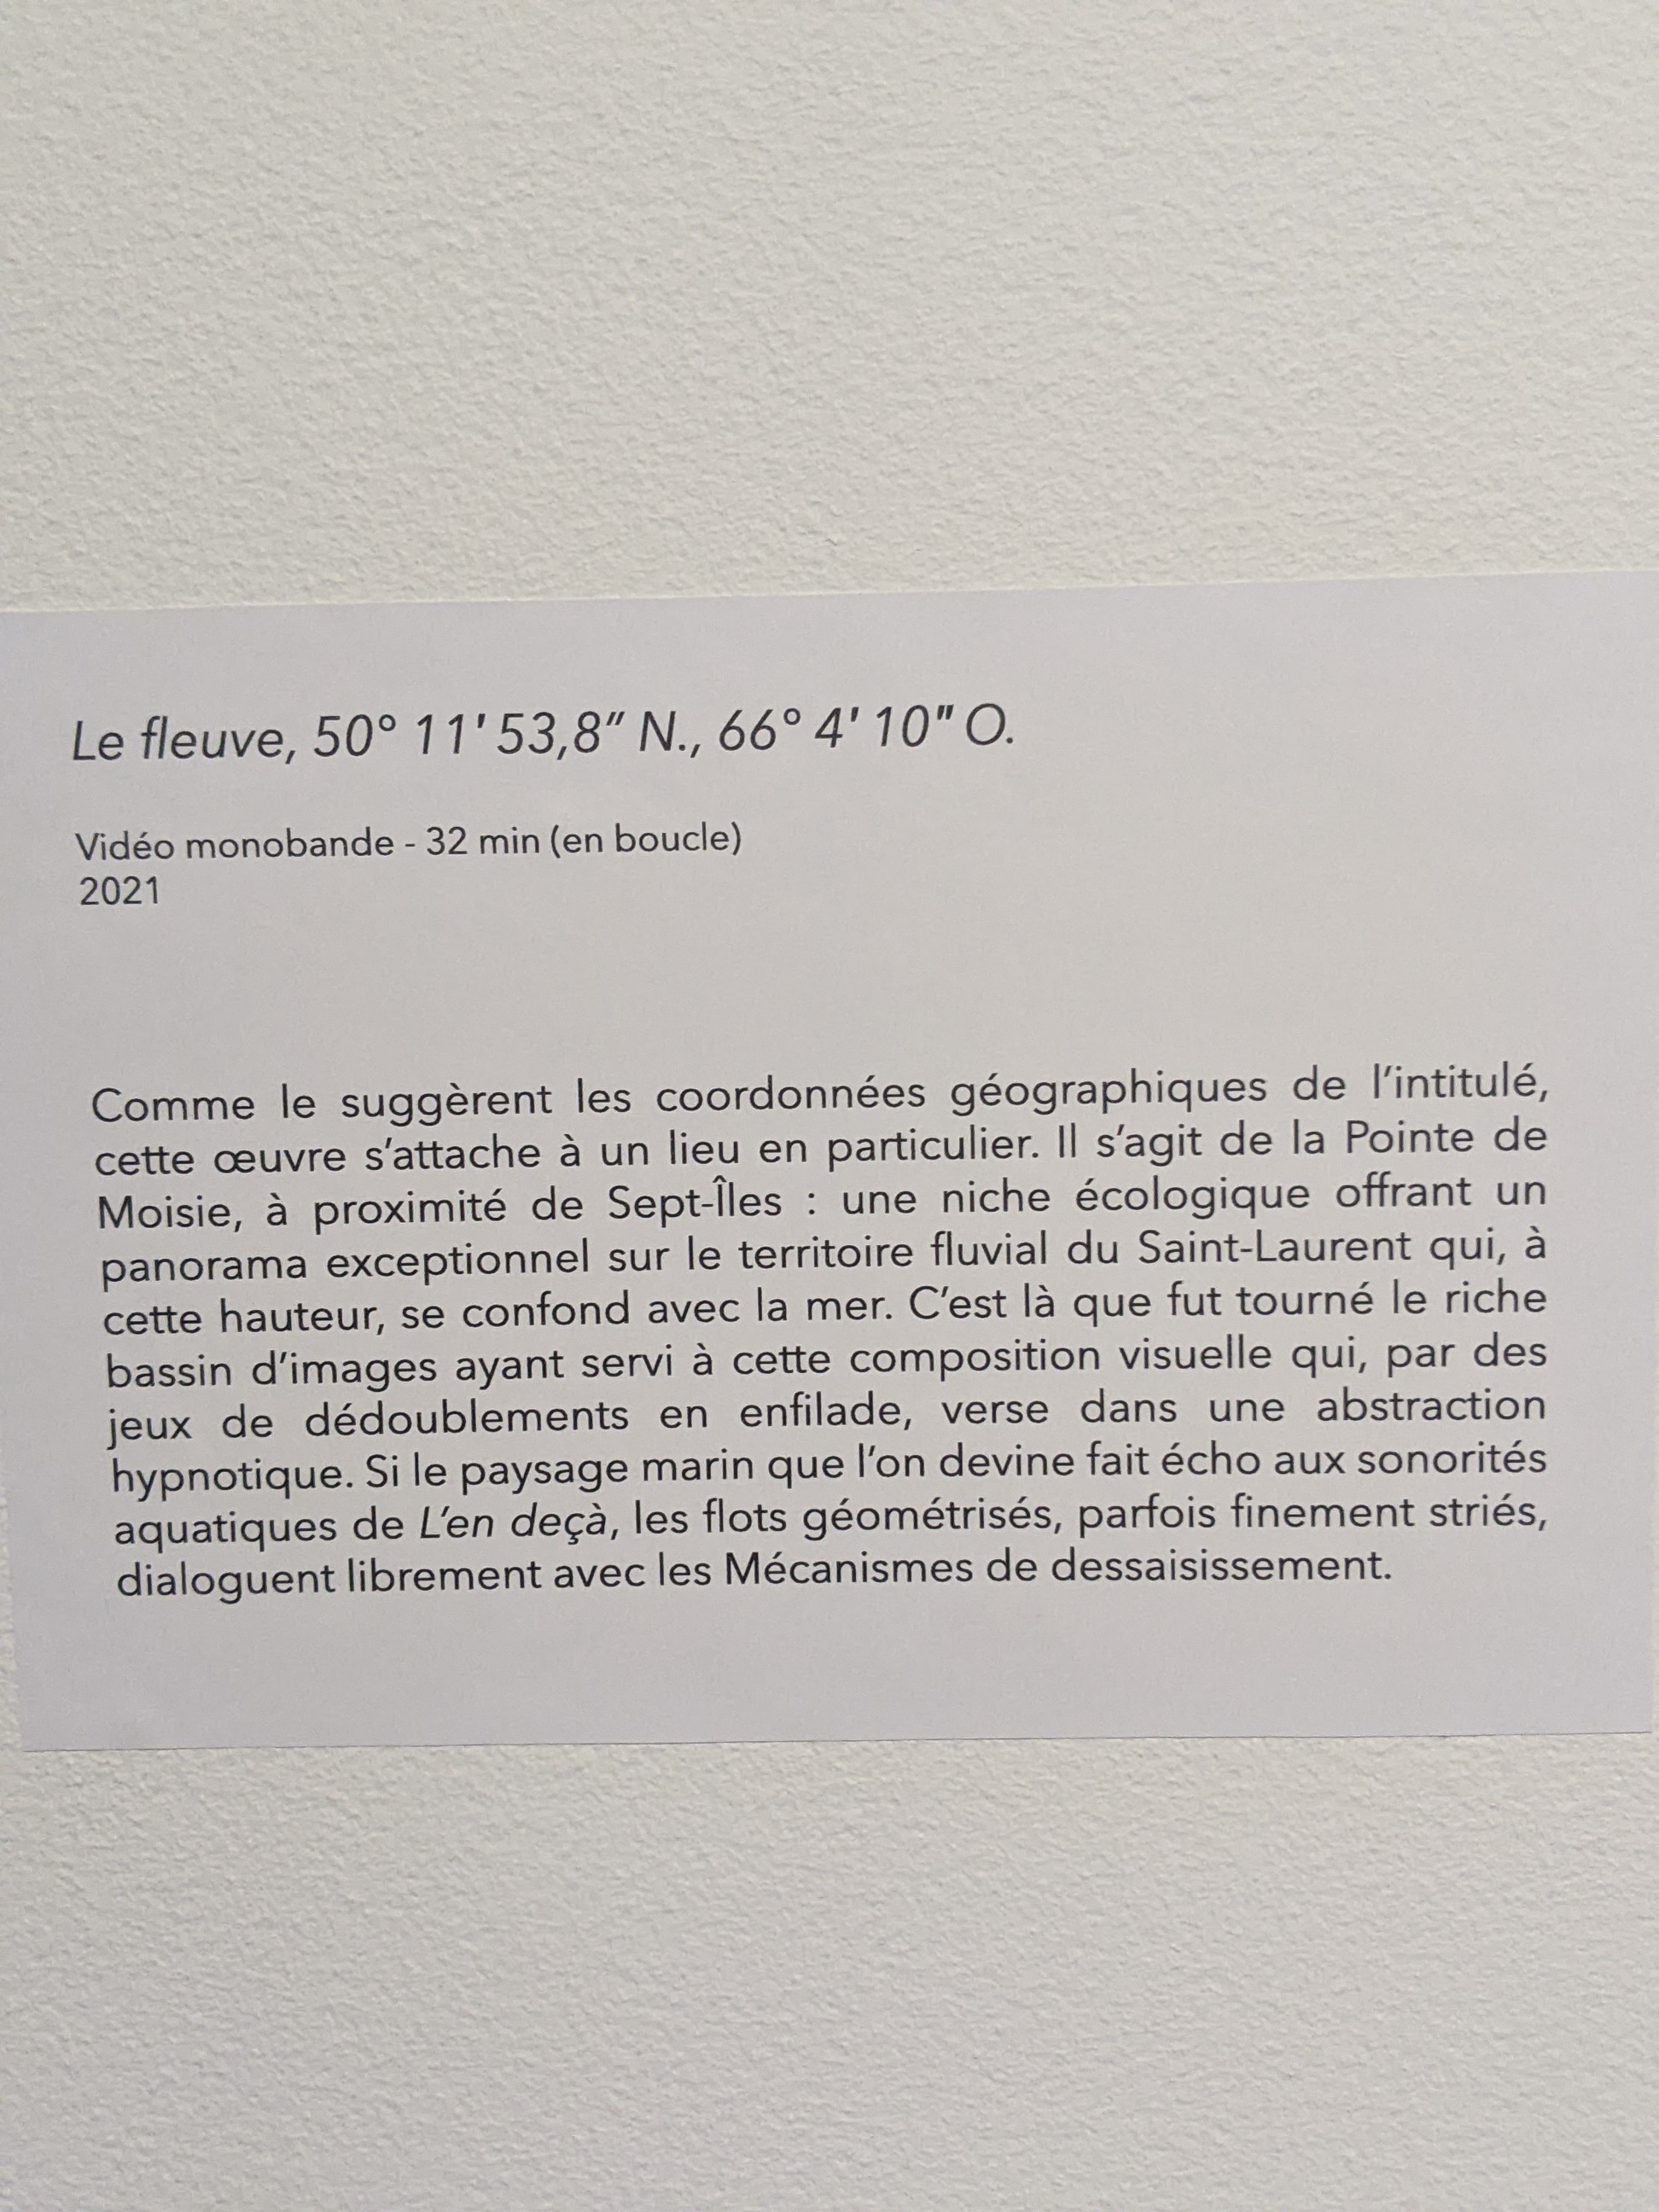 Le fleuve, 50° 11' 53,8" N., 66° 4' 10" O.
Vidéo monobande - 32 min (en boucle)
2021
Comme le suggèrent les coordonnées géographiques de l'intitulé,
cette œuvre s'attache à un lieu en particulier. Il s'agit de la Pointe de
Moisie, à proximité de Sept-Îles : une niche écologique offrant un
panorama exceptionnel sur le territoire fluvial du Saint-Laurent qui, à
cette hauteur, se confond avec la mer. C'est là que fut tourné le riche
bassin d'images ayant servi à cette composition visuelle qui, par des
jeux de dédoublements en enfilade, verse dans une abstraction
hypnotique. Si le paysage marin que l'on devine fait écho aux sonorités
aquatiques de L'en deçà, les flots géométrisés, parfois finement striés,
dialoguent librement avec les Mécanismes de dessaisissement.